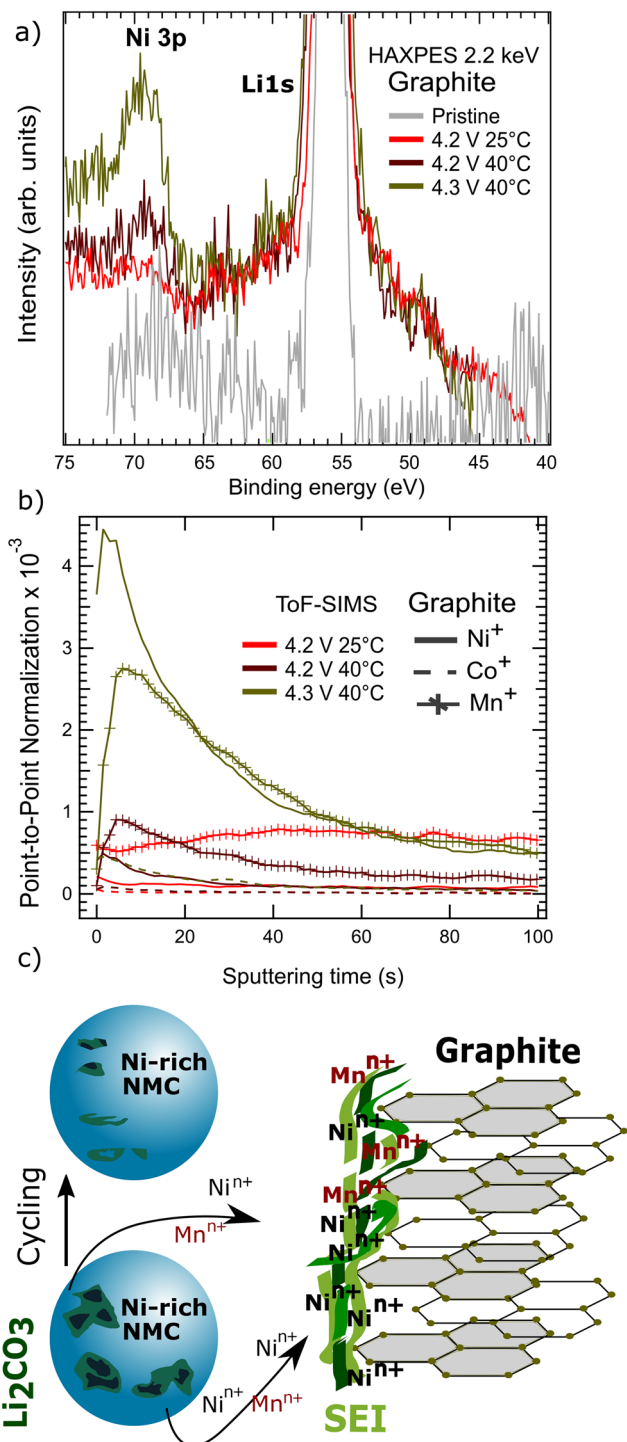 a)
Ni 3p
Li1s
HAXPES 2.2 keV
Graphite
Pristine
4.2 V 25°C
4.2 V 40°C
4.3 V 40°C
Intensity (arb. units)
75 70 65 60 55 50 45 40
Binding energy (eV)
b)
ToF-SIMS
4.2 V 25°C
4.2 V 40°C
4.3 V 40°C
Graphite
Ni+
Co+
Mn+
Point-to-Point Normalization x 10-3
4
3
2
1
0
0 20 40 60 80 100
Sputtering time (s)
c)
Ni-rich
NMC
Graphite
Cycling
Nin+
Mnn+
Ni-rich
NMC
Li2CO3
Nin+
Nin+
Mnn+
Mnn+
Nin+
Mnn+
Mnn+
Nin+
Nin+
Nin+
Nin+
Nin+
SEI